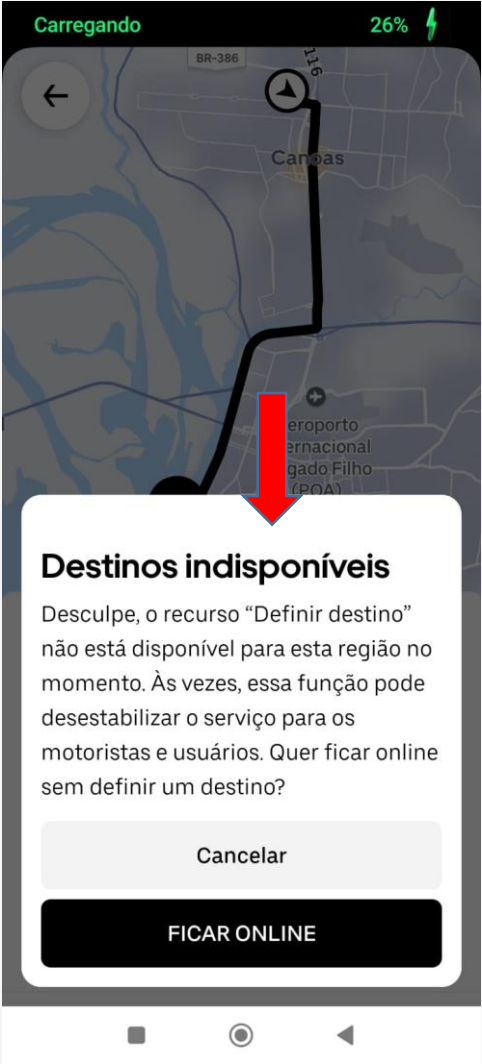 Carregando
26%
BR-386
116
Canoas
eroporto
ernacional
gado Filho
(POA)
Destinos indisponíveis
Desculpe, o recurso “Definir destino”
não está disponível para esta região no
momento. Às vezes, essa função pode
desestabilizar o serviço para os
motoristas e usuários. Quer ficar online
sem definir um destino?
Cancelar
FICAR ONLINE